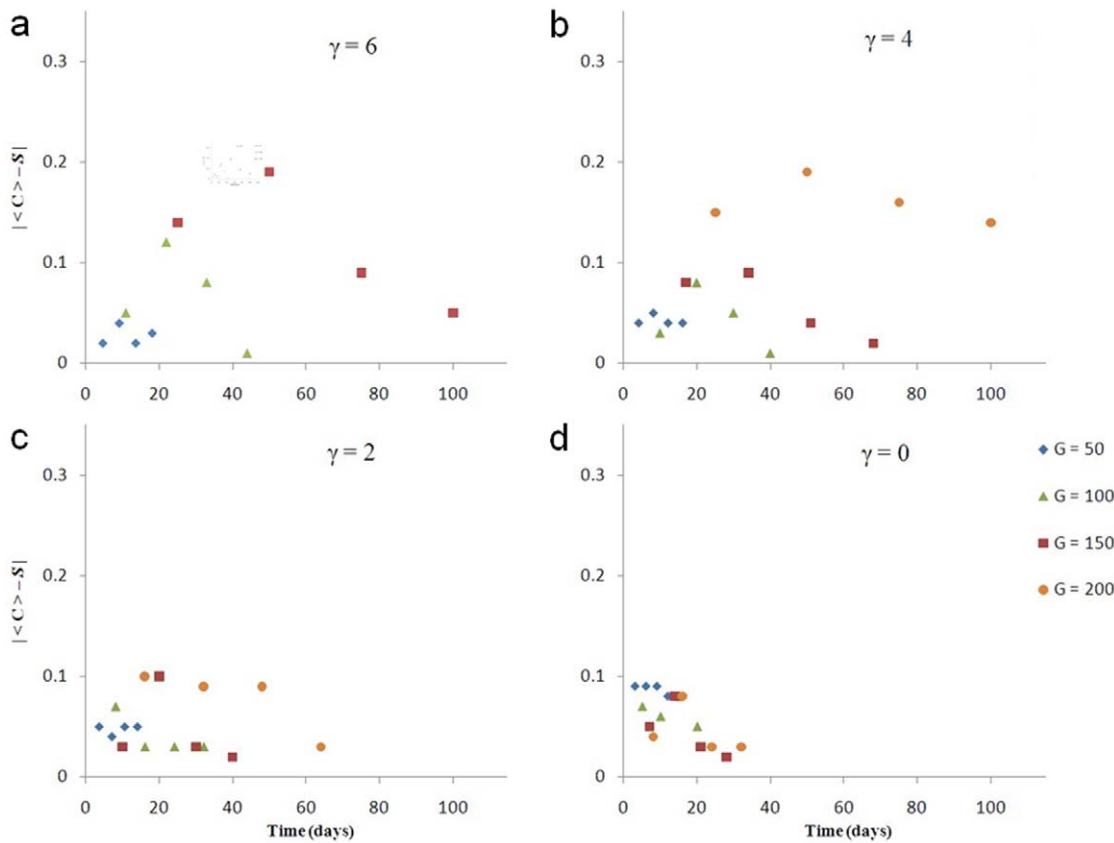 a
γ = 6
0.3
0.2
0.1
0
|<C>−S|
0 20 40 60 80 100
b
γ = 4
0.3
0.2
0.1
0
0 20 40 60 80 100
c
γ = 2
0.3
0.2
0.1
0
|<C>−S|
0 20 40 60 80 100
Time (days)
d
γ = 0
0.3
0.2
0.1
0
0 20 40 60 80 100
Time (days)
G = 50
G = 100
G = 150
G = 200